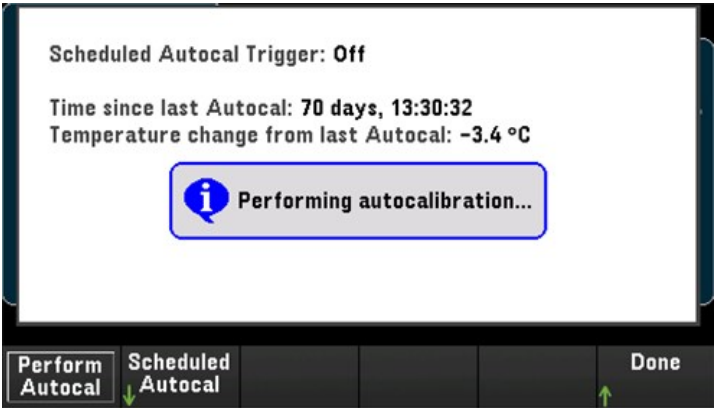 Scheduled Autocal Trigger: Off
Time since last Autocal: 70 days, 13:30:32
Temperature change from last Autocal: -3.4 °C
Performing autocalibration...
Perform Autocal
Scheduled Autocal
Done